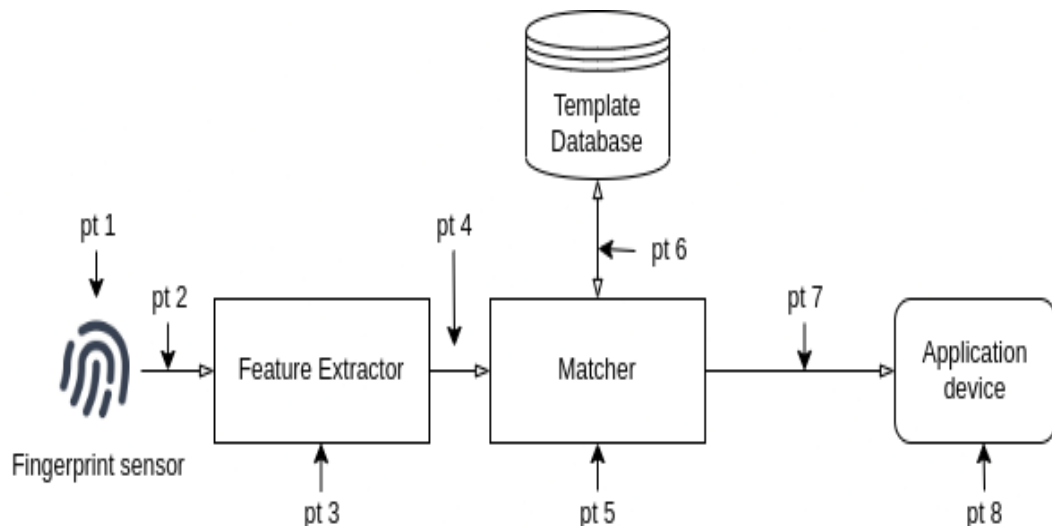 Template
Database
pt 1
pt 4
pt 6
pt 2
pt 7
Feature Extractor
Matcher
Application
device
Fingerprint sensor
pt 3
pt 5
pt 8